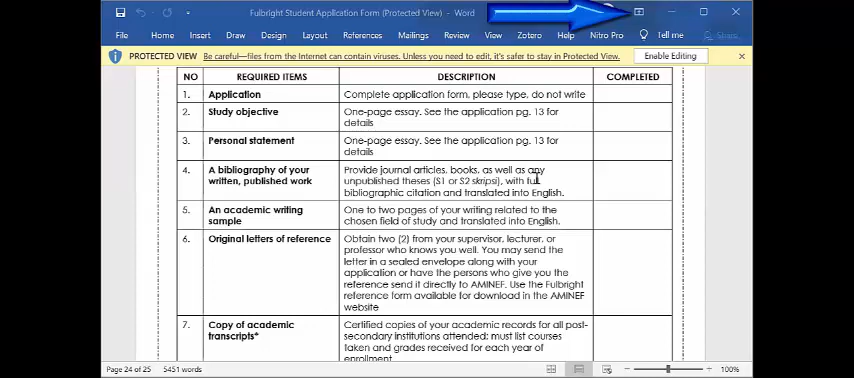 Fulbright Student Application Form (Protected View) - Word
File Home Insert Draw Design Layout References Mailings Review View Zotero Help Nitro Pro Tell me Share
PROTECTED VIEW Be careful—files from the Internet can contain viruses. Unless you need to edit, it's safer to stay in Protected View. Enable Editing
NO REQUIRED ITEMS DESCRIPTION COMPLETED
1. Application Complete application form, please type, do not write
2. Study objective One-page essay. See the application pg. 13 for
details
3. Personal statement One-page essay. See the application pg. 13 for
details
4. A bibliography of your Provide journal articles, books, as well as any
written, published work unpublished theses (S1 or S2 skripsi), with full
bibliographic citation and translated into English.
5. An academic writing One to two pages of your writing related to the
sample chosen field of study and translated into English.
6. Original letters of reference Obtain two (2) from your supervisor, lecturer, or
professor who knows you well. You may send the
letter in a sealed envelope along with your
application or have the persons who give you the
reference send it directly to AMINEF. Use the Fulbright
reference form available for download in the AMINEF
website
7. Copy of academic Certified copies of your academic records for all post-
transcripts* secondary institutions attended; must list courses
taken and grades received for each year of
enrollment
Page 24 of 25 5451 words 100%